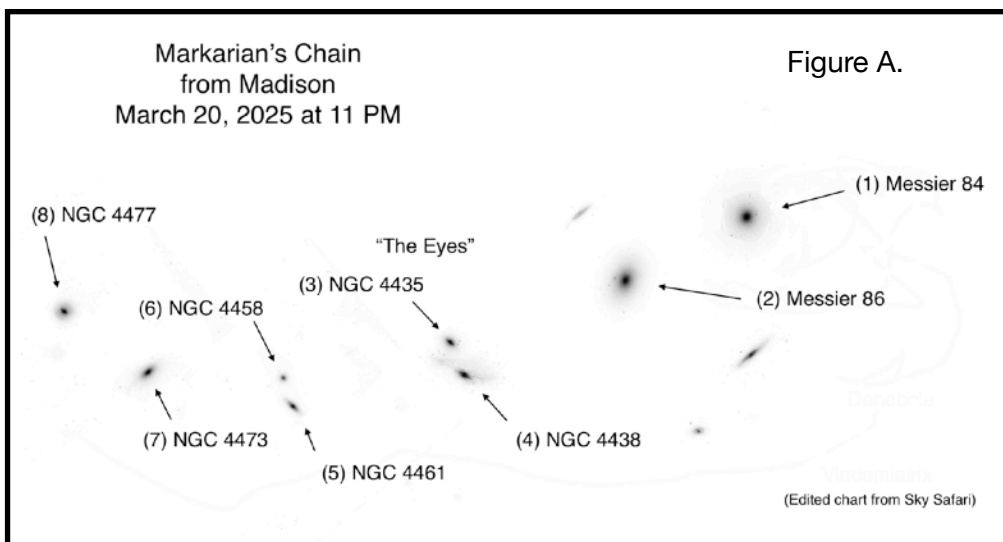 Markarian’s Chain
from Madison
March 20, 2025 at 11 PM
Figure A.
(1) Messier 84
(8) NGC 4477
“The Eyes”
(3) NGC 4435
(6) NGC 4458
(2) Messier 86
(7) NGC 4473
(4) NGC 4438
(5) NGC 4461
Denebola
Vindemiatrix
(Edited chart from Sky Safari)